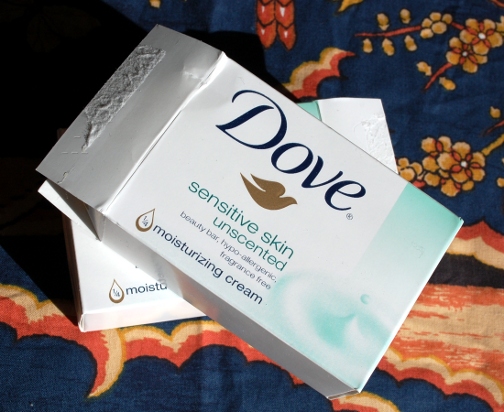 Dove®
sensitive skin
unscented
beauty bar, hypo-allergenic,
fragrance free
¼ moisturizing cream
¼ moistu